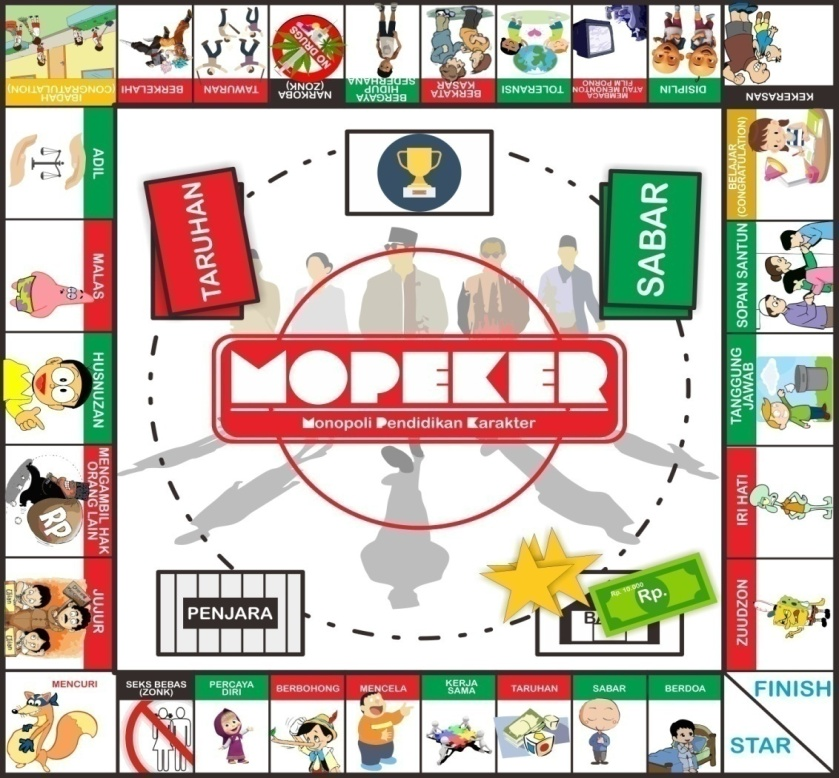 IBADAH
(CONGRATULATION)
BERKELAHI
TAWURAN
NO DRUGS
NARKOBA
(ZONK)
BERGAYA
HIDUP
SEDERHANA
BERKATA
KASAR
TOLERANSI
MEMBACA
ATAU MENONTON
FILM PORNO
DISIPLIN
KEKERASAN
ADIL
MALAS
HUSNUZAN
MENGAMBIL HAK
ORANG LAIN
RP
JUJUR
TARUHAN
SABAR
MOPEKER
Monopoli Pendidikan Karakter
PENJARA
Rp 10.000
Rp.
BELAJAR
(CONGRATULATION)
SOPAN SANTUN
TANGGUNG
JAWAB
IRI HATI
ZUUDZON
MENCURI
SEKS BEBAS
(ZONK)
PERCAYA
DIRI
BERBOHONG
MENCELA
KERJA
SAMA
TARUHAN
SABAR
BERDOA
FINISH
STAR